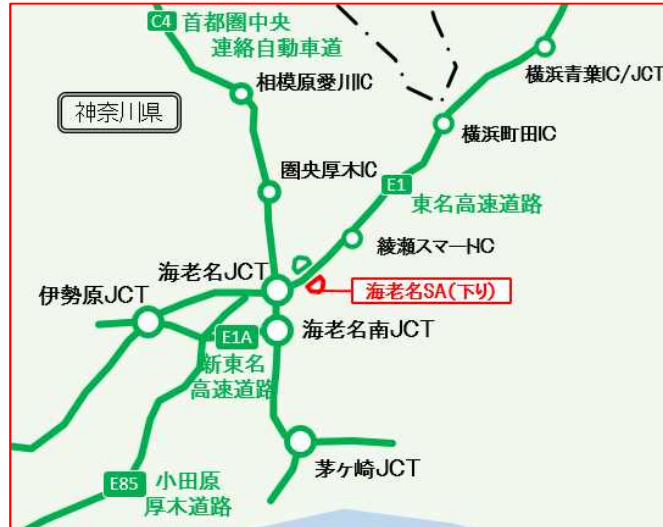 C4 首都圏中央
連絡自動車道
横浜青葉IC/JCT
相模原愛川IC
神奈川県
横浜町田IC
圏央厚木IC
E1
東名高速道路
綾瀬スマートIC
海老名JCT
海老名SA(下り)
伊勢原JCT
E1A
海老名南JCT
新東名
高速道路
茅ヶ崎JCT
E85 小田原
厚木道路